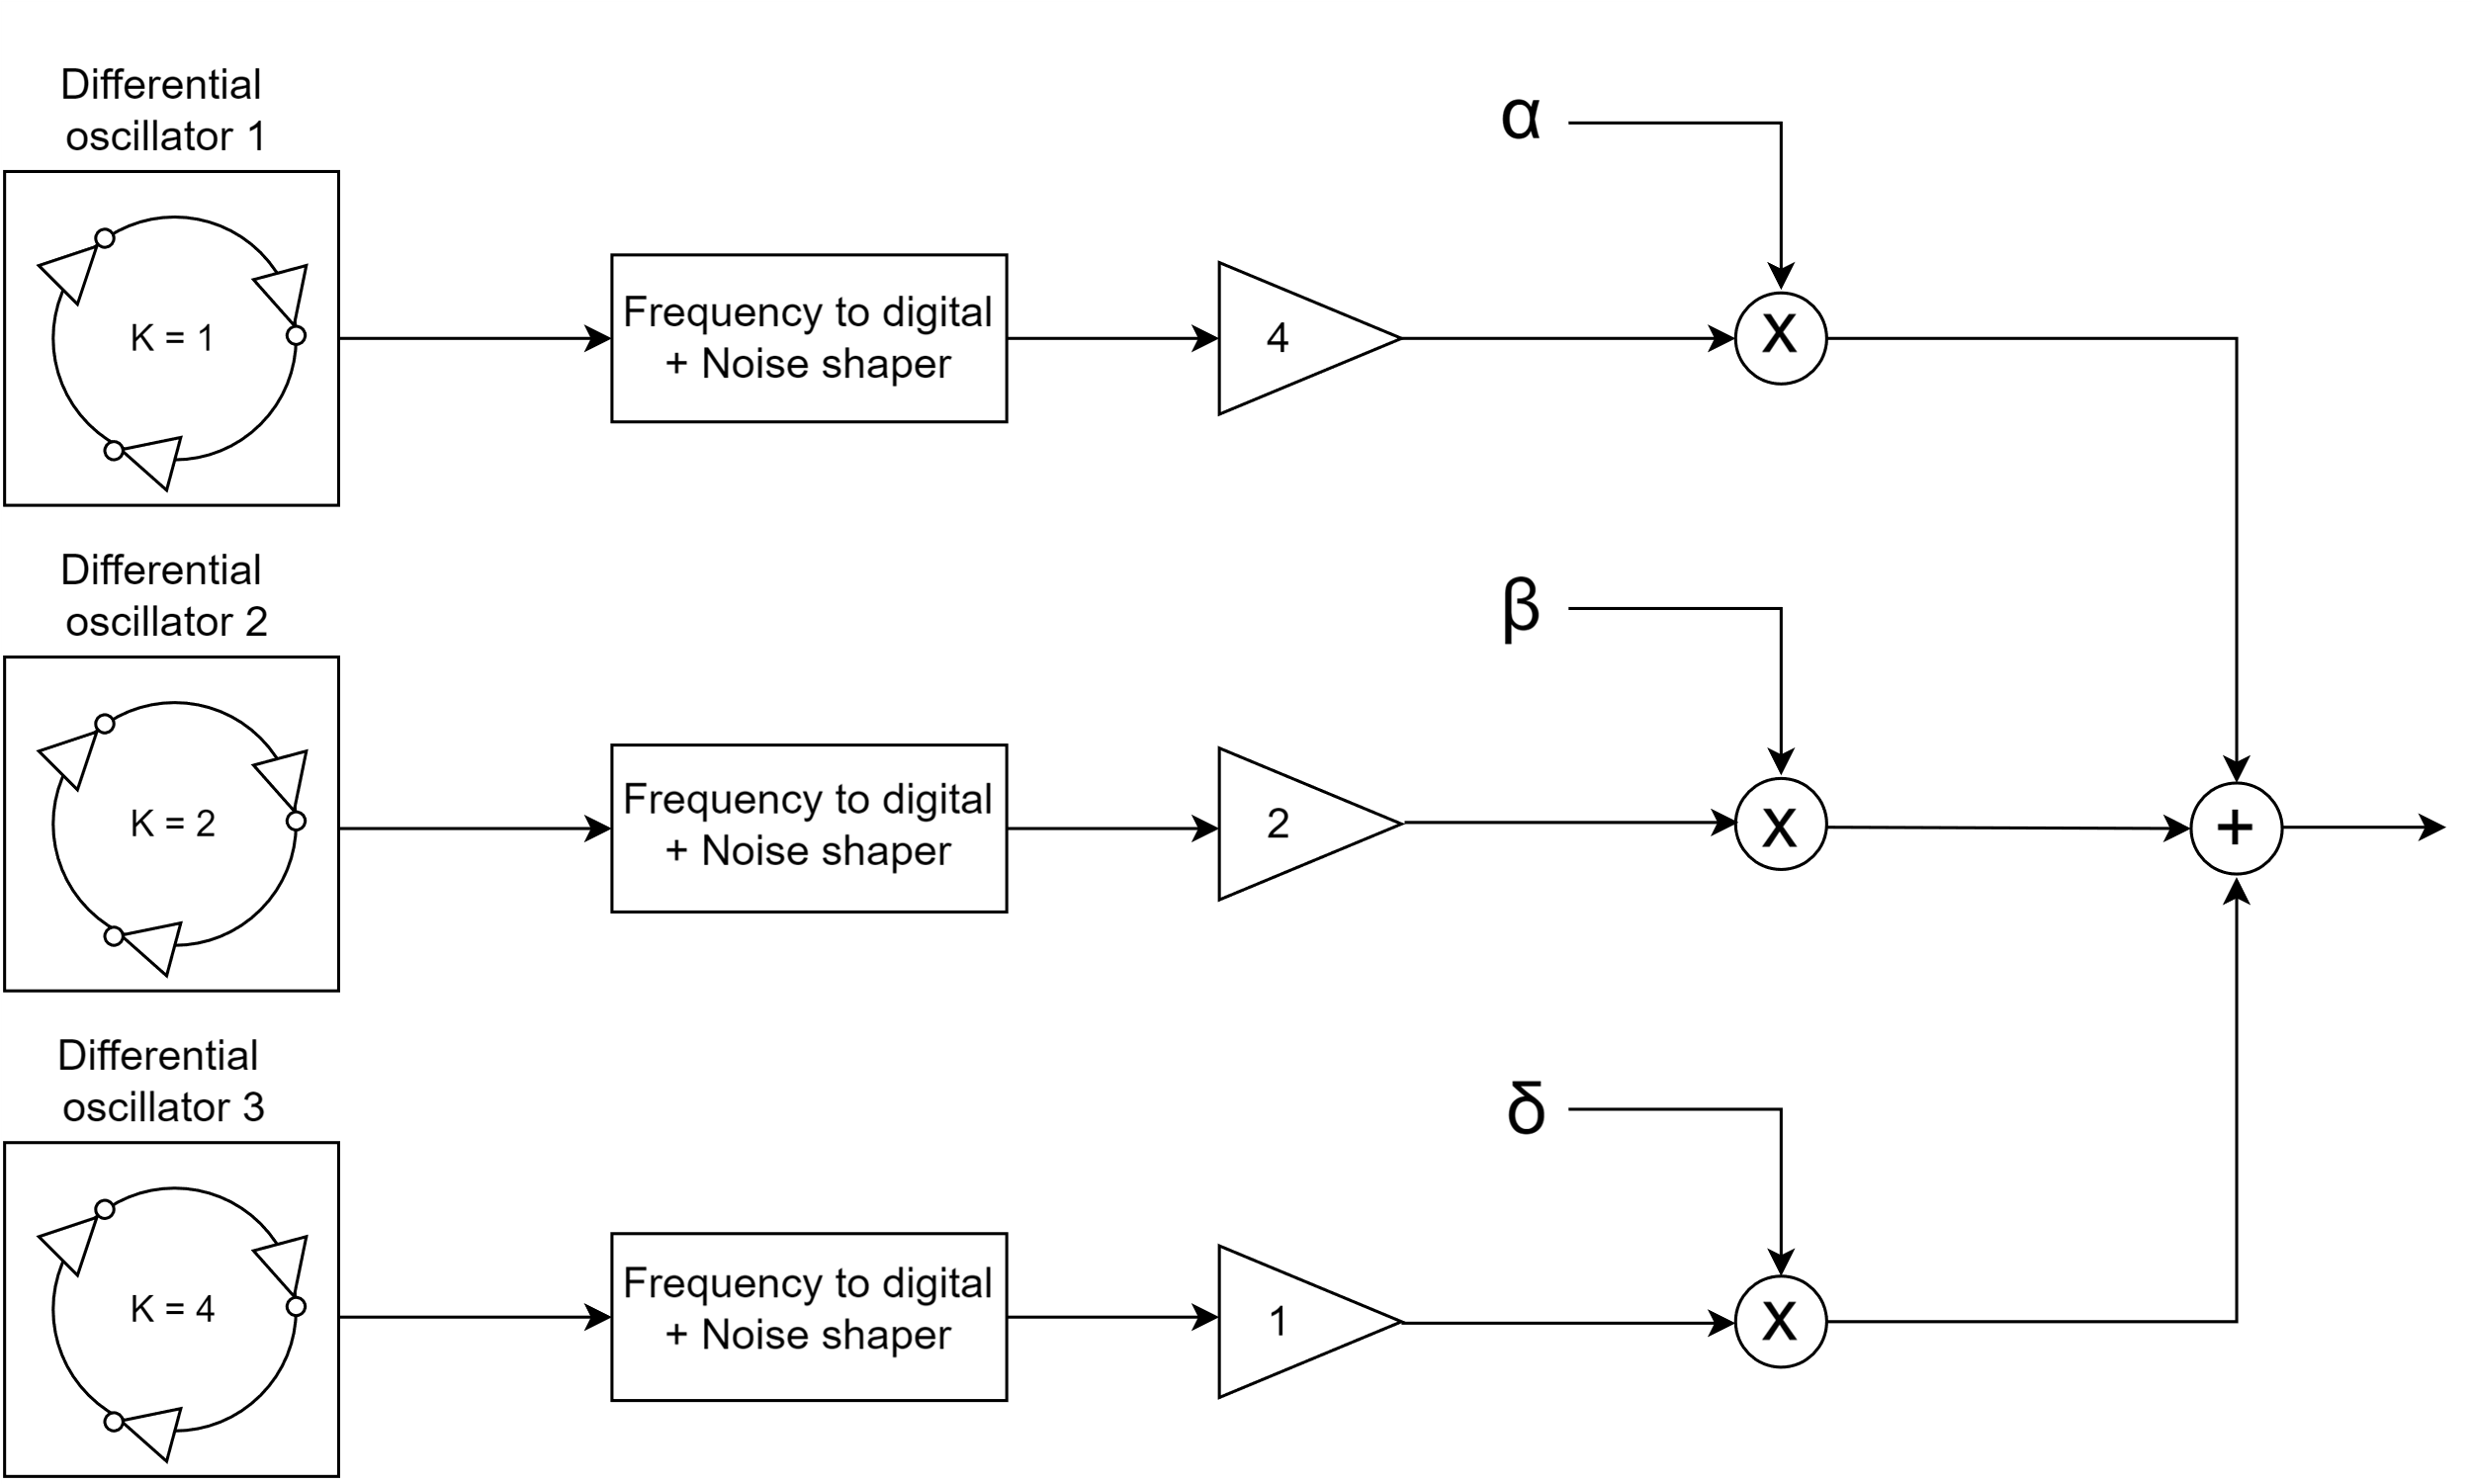 Differential
oscillator 1
K = 1
Frequency to digital
+ Noise shaper
4
α
X
Differential
oscillator 2
K = 2
Frequency to digital
+ Noise shaper
2
β
X
+
Differential
oscillator 3
K = 4
Frequency to digital
+ Noise shaper
1
δ
X